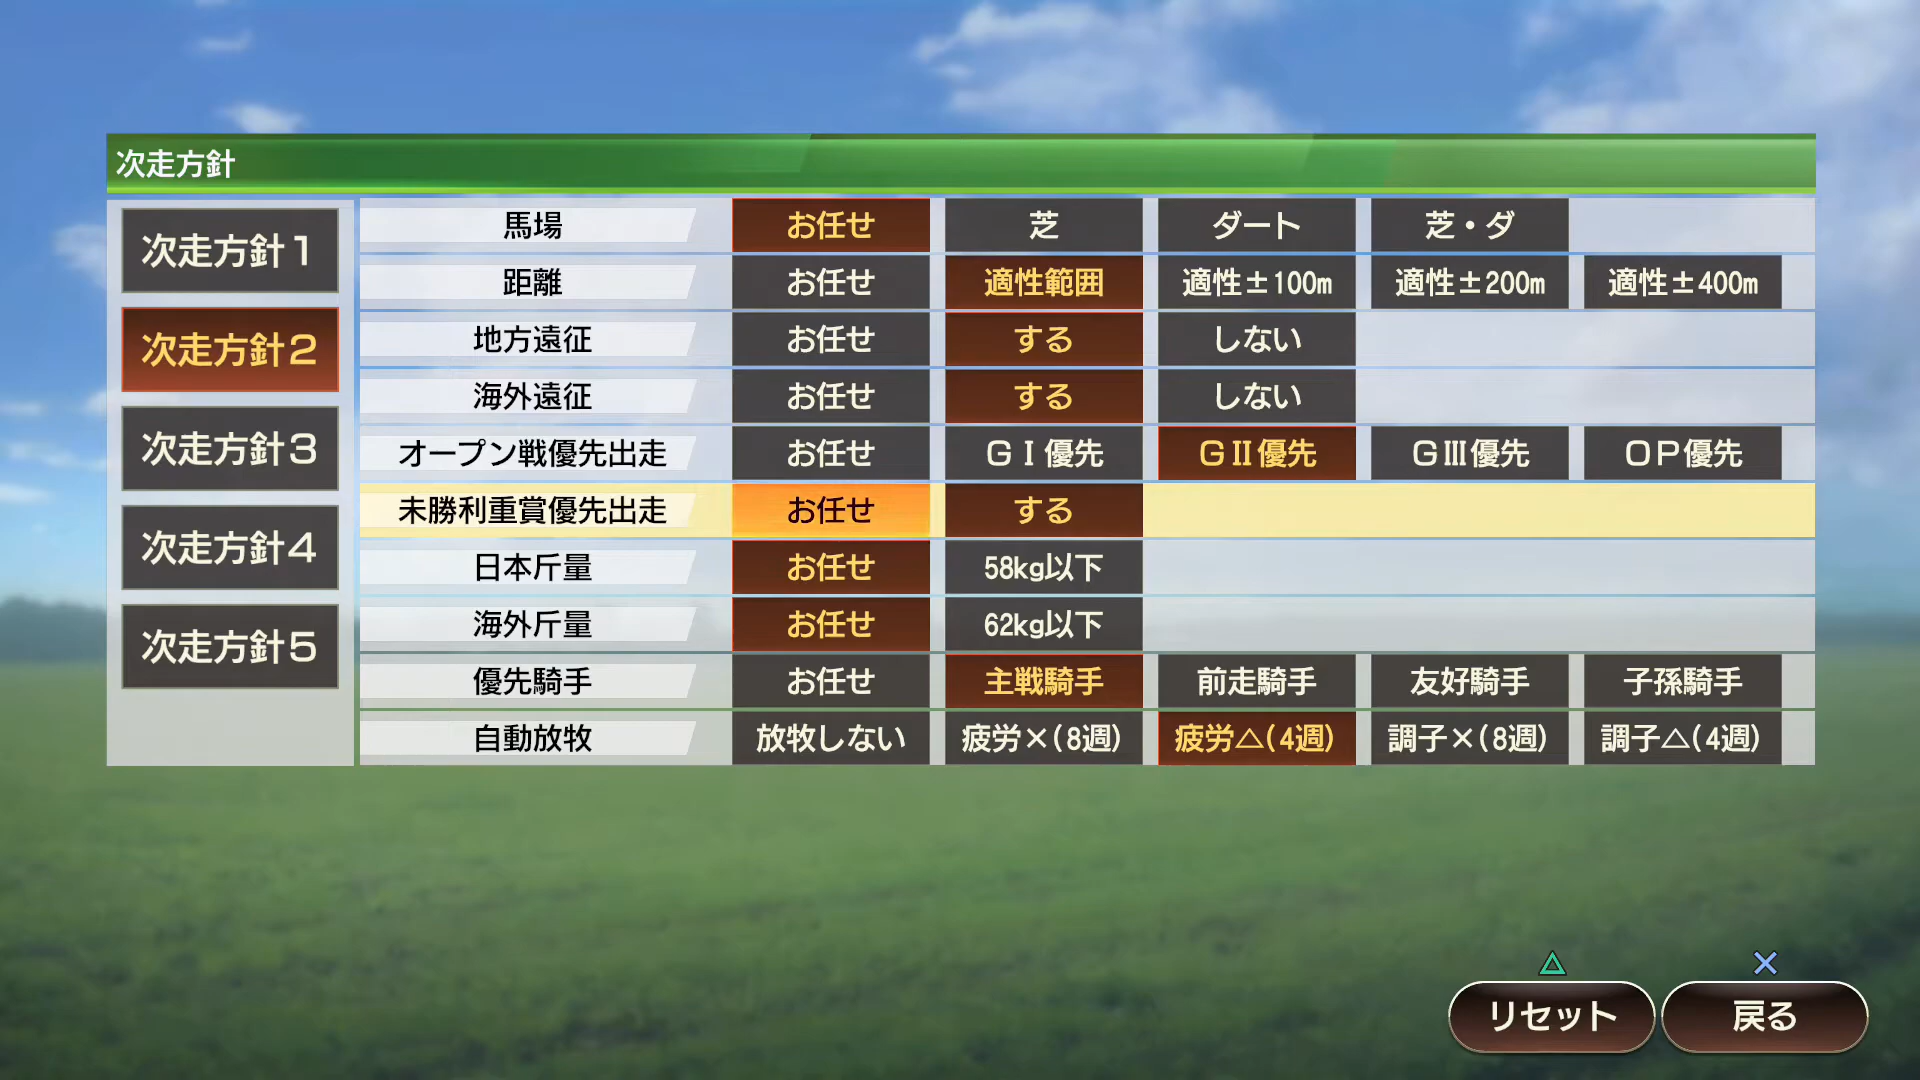 次走方針
次走方針1
次走方針2
次走方針3
次走方針4
次走方針5
馬場 お任せ 芝 ダート 芝・ダ
距離 お任せ 適性範囲 適性±100m 適性±200m 適性±400m
地方遠征 お任せ する しない
海外遠征 お任せ する しない
オープン戦優先出走 お任せ GⅠ優先 GⅡ優先 GⅢ優先 OP優先
未勝利重賞優先出走 お任せ する
日本斤量 お任せ 58kg以下
海外斤量 お任せ 62kg以下
優先騎手 お任せ 主戦騎手 前走騎手 友好騎手 子孫騎手
自動放牧 放牧しない 疲労×(8週) 疲労△(4週) 調子×(8週) 調子△(4週)
リセット 戻る